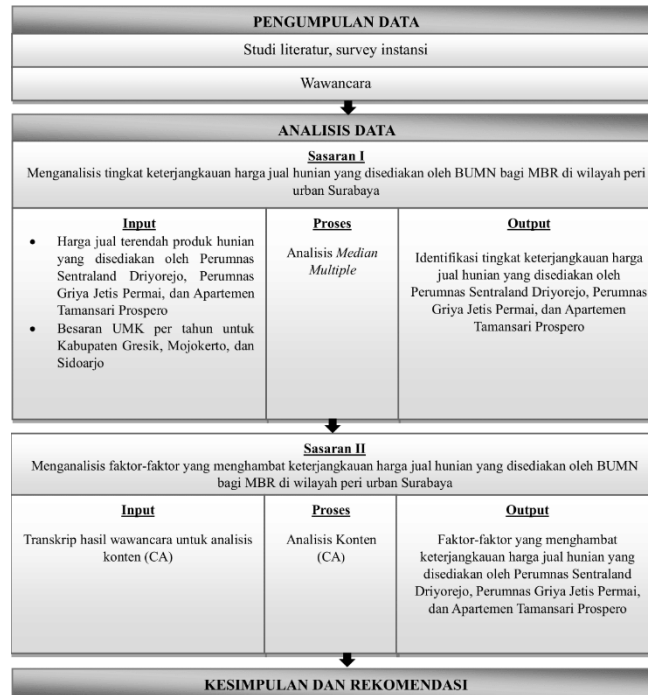 PENGUMPULAN DATA
Studi literatur, survey instansi
Wawancara
ANALISIS DATA
Sasaran I
Menganalisis tingkat keterjangkauan harga jual hunian yang disediakan oleh BUMN bagi MBR di wilayah peri
urban Surabaya
Input
• Harga jual terendah produk hunian
yang disediakan oleh Perumnas
Sentraland Driyorejo, Perumnas
Griya Jetis Permai, dan Apartemen
Tamansari Prospero
• Besaran UMK per tahun untuk
Kabupaten Gresik, Mojokerto, dan
Sidoarjo
Proses
Analisis Median
Multiple
Output
Identifikasi tingkat keterjangkauan harga
jual hunian yang disediakan oleh
Perumnas Sentraland Driyorejo, Perumnas
Griya Jetis Permai, dan Apartemen
Tamansari Prospero
Sasaran II
Menganalisis faktor-faktor yang menghambat keterjangkauan harga jual hunian yang disediakan oleh BUMN
bagi MBR di wilayah peri urban Surabaya
Input
Transkrip hasil wawancara untuk analisis
konten (CA)
Proses
Analisis Konten
(CA)
Output
Faktor-faktor yang menghambat
keterjangkauan harga jual hunian yang
disediakan oleh Perumnas Sentraland
Driyorejo, Perumnas Griya Jetis Permai,
dan Apartemen Tamansari Prospero
KESIMPULAN DAN REKOMENDASI